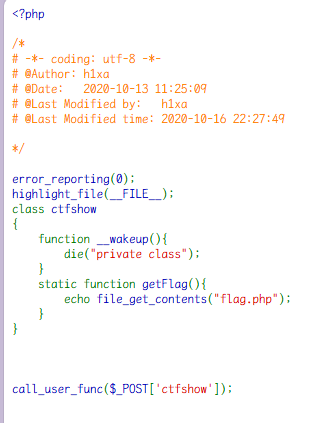 <?php
/*
# -*- coding: utf-8 -*-
# @Author: h1xa
# @Date:   2020-10-13 11:25:09
# @Last Modified by:   h1xa
# @Last Modified time: 2020-10-16 22:27:49
*/
error_reporting(0);
highlight_file(__FILE__);
class ctfshow
{
    function __wakeup(){
        die("private class");
    }
    static function getFlag(){
        echo file_get_contents("flag.php");
    }
}
call_user_func($_POST['ctfshow']);